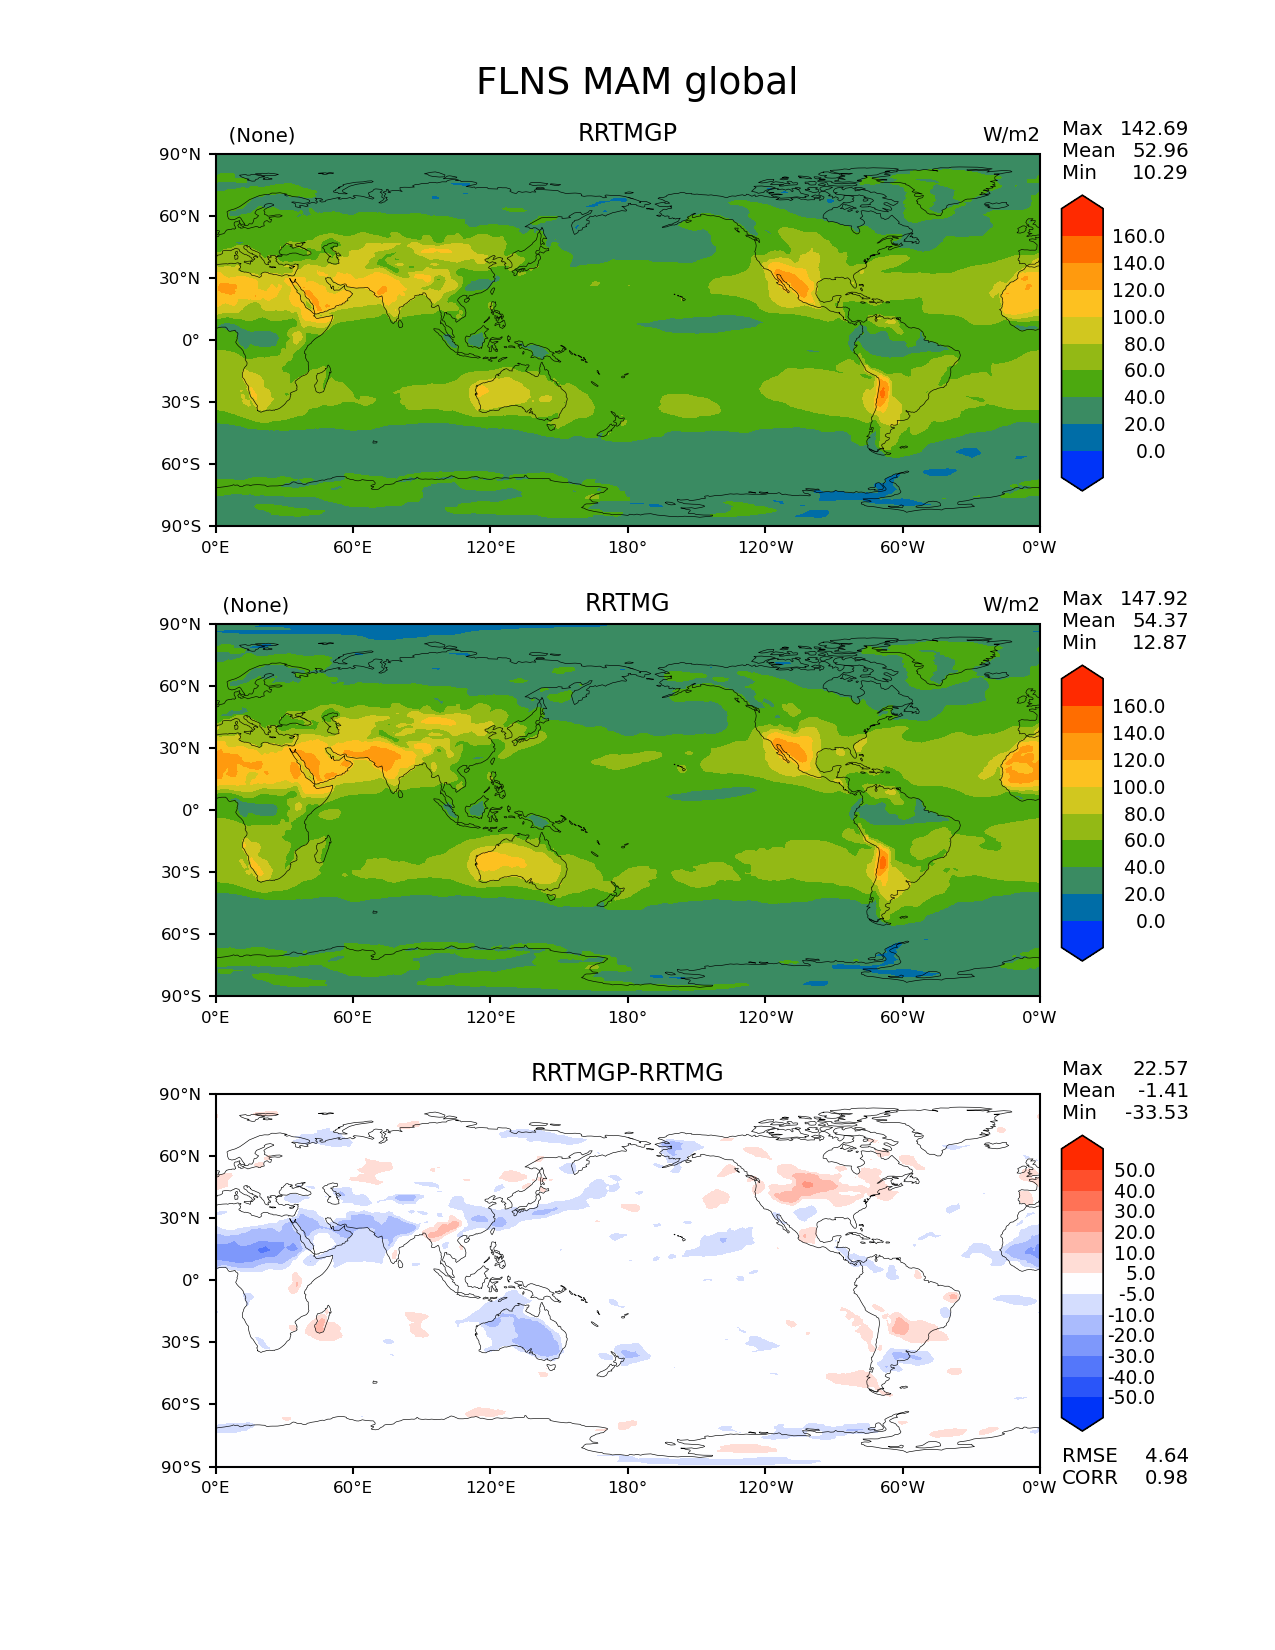 FLNS MAM global
(None) RRTMGP W/m2
Max 142.69
Mean 52.96
Min 10.29
90°N
60°N
30°N
0°
30°S
60°S
90°S
0°E 60°E 120°E 180° 120°W 60°W 0°W
160.0
140.0
120.0
100.0
80.0
60.0
40.0
20.0
0.0
(None) RRTMG W/m2
Max 147.92
Mean 54.37
Min 12.87
90°N
60°N
30°N
0°
30°S
60°S
90°S
0°E 60°E 120°E 180° 120°W 60°W 0°W
160.0
140.0
120.0
100.0
80.0
60.0
40.0
20.0
0.0
RRTMGP-RRTMG
Max 22.57
Mean -1.41
Min -33.53
90°N
60°N
30°N
0°
30°S
60°S
90°S
0°E 60°E 120°E 180° 120°W 60°W 0°W
50.0
40.0
30.0
20.0
10.0
5.0
-5.0
-10.0
-20.0
-30.0
-40.0
-50.0
RMSE 4.64
CORR 0.98